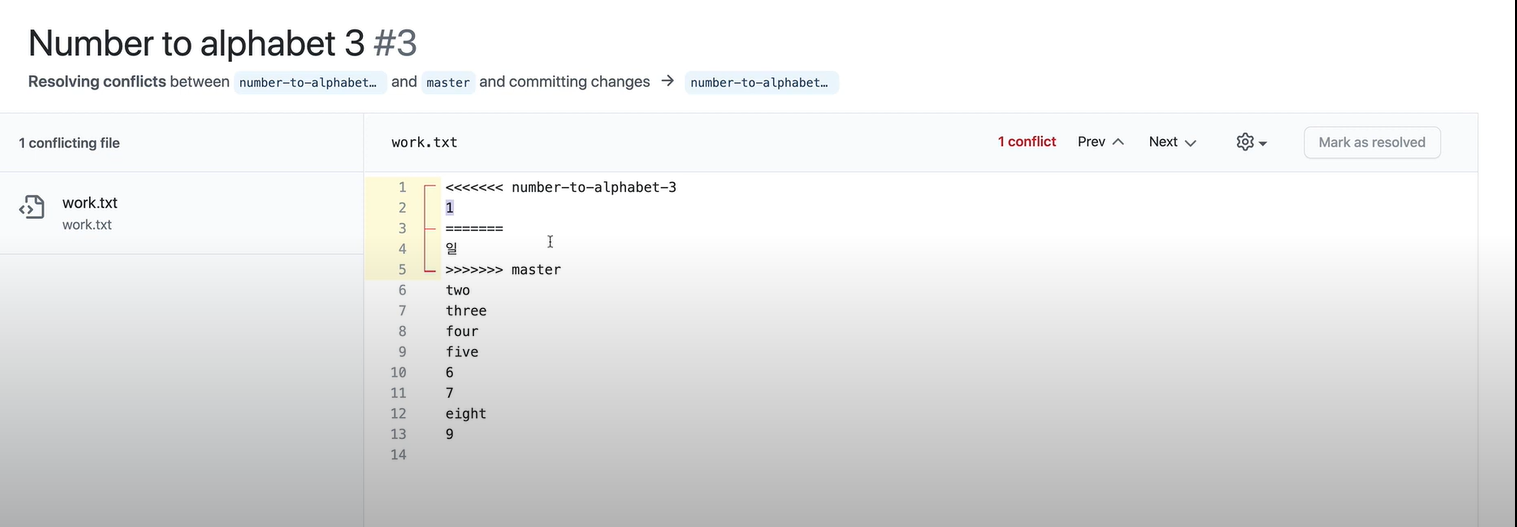 Number to alphabet 3 #3
Resolving conflicts between number-to-alphabet… and master and committing changes → number-to-alphabet…
1 conflicting file
work.txt
work.txt
work.txt
1 conflict Prev Next Mark as resolved
1 <<<<<<< number-to-alphabet-3
2 1
3 =======
4 일
5 >>>>>>> master
6 two
7 three
8 four
9 five
10 6
11 7
12 eight
13 9
14